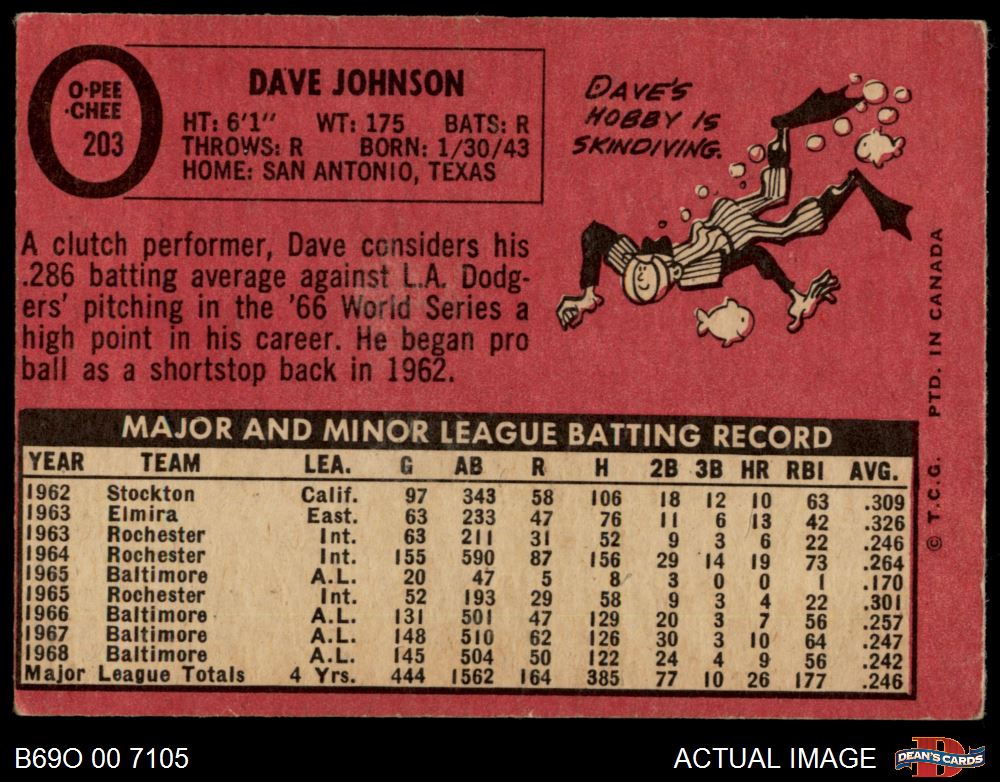 O-PEE
-CHEE
203
DAVE JOHNSON
HT: 6'1" WT: 175 BATS: R
THROWS: R BORN: 1/30/43
HOME: SAN ANTONIO, TEXAS
DAVE'S
HOBBY IS
SKINDIVING.
A clutch performer, Dave considers his
.286 batting average against L.A. Dodg-
ers' pitching in the '66 World Series a
high point in his career. He began pro
ball as a shortstop back in 1962.
MAJOR AND MINOR LEAGUE BATTING RECORD
YEAR TEAM LEA. G AB R H 2B 3B HR RBI AVG.
1962 Stockton Calif. 97 343 58 106 18 12 10 63 .309
1963 Elmira East. 63 233 47 76 11 6 13 42 .326
1963 Rochester Int. 63 211 31 52 9 3 6 22 .246
1964 Rochester Int. 155 590 87 156 29 14 19 73 .264
1965 Baltimore A.L. 20 47 5 8 3 0 0 1 .170
1965 Rochester Int. 52 193 29 58 9 3 4 22 .301
1966 Baltimore A.L. 131 501 47 129 20 3 7 56 .257
1967 Baltimore A.L. 148 510 62 126 30 3 10 64 .247
1968 Baltimore A.L. 145 504 50 122 24 4 9 56 .242
Major League Totals 4 Yrs. 444 1562 164 385 77 10 26 177 .246
© T.C.G. PTD. IN CANADA
B69O 00 7105
ACTUAL IMAGE
D
DEAN'S CARDS